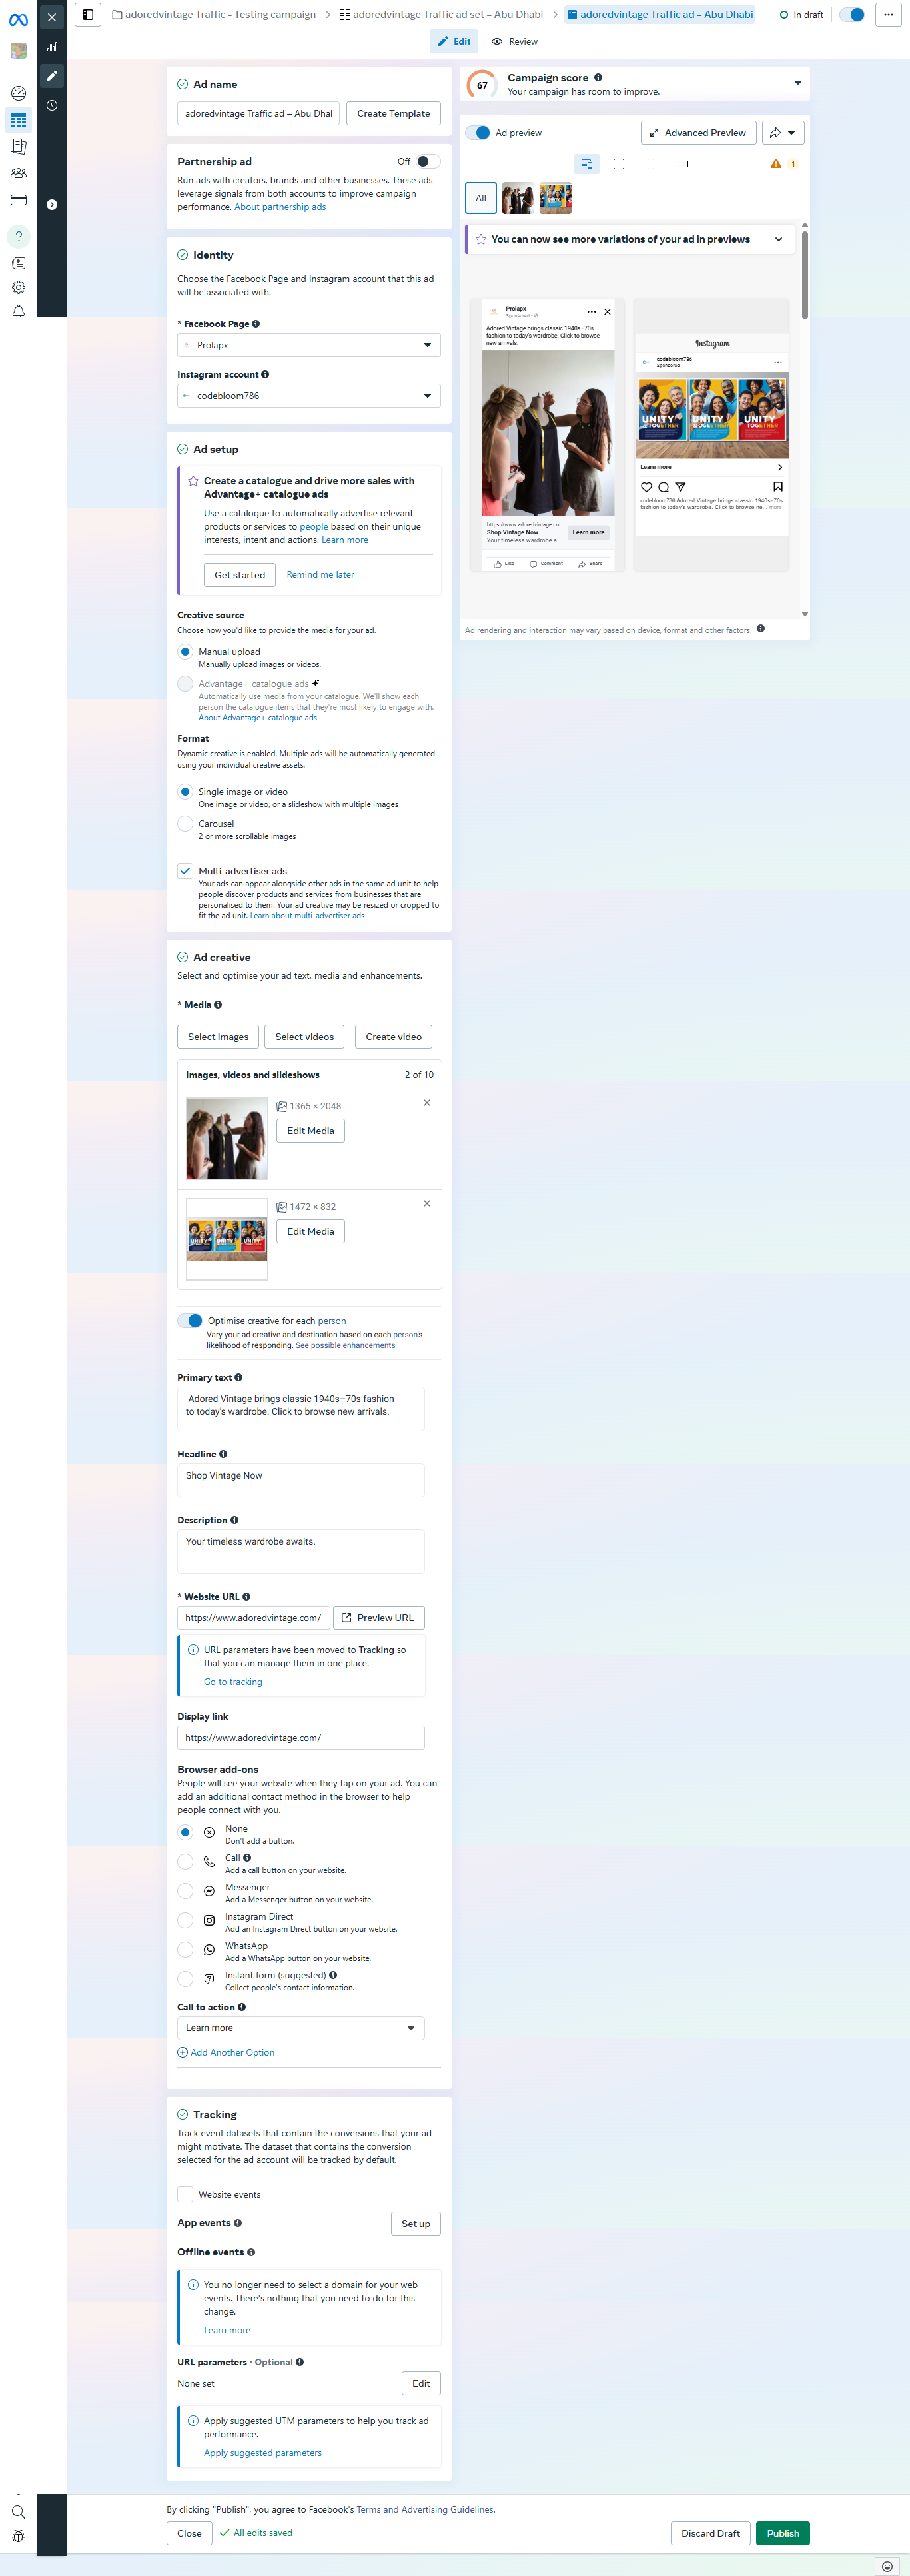 adoredvintage Traffic - Testing campaign
adoredvintage Traffic ad set – Abu Dhabi
adoredvintage Traffic ad – Abu Dhabi
In draft
Edit
Review
Ad name
adoredvintage Traffic ad – Abu Dhal
Create Template
Partnership ad
Off
Run ads with creators, brands and other businesses. These ads
leverage signals from both accounts to improve campaign
performance. About partnership ads
Identity
Choose the Facebook Page and Instagram account that this ad
will be associated with.
* Facebook Page
Prolapx
Instagram account
codebloom786
Ad setup
Create a catalogue and drive more sales with
Advantage+ catalogue ads
Use a catalogue to automatically advertise relevant
products or services to people based on their unique
interests, intent and actions. Learn more
Get started
Remind me later
Creative source
Choose how you'd like to provide the media for your ad.
Manual upload
Manually upload images or videos.
Advantage+ catalogue ads
Automatically use media from your catalogue. We'll show each
person the catalogue items that they're most likely to engage with.
About Advantage+ catalogue ads
Format
Dynamic creative is enabled. Multiple ads will be automatically generated
using your individual creative assets.
Single image or video
One image or video, or a slideshow with multiple images
Carousel
2 or more scrollable images
Multi-advertiser ads
Your ads can appear alongside other ads in the same ad unit to help
people discover products and services from businesses that are
personalised to them. Your ad creative may be resized or cropped to
fit the ad unit. Learn about multi-advertiser ads
Ad creative
Select and optimise your ad text, media and enhancements.
* Media
Select images
Select videos
Create video
Images, videos and slideshows
2 of 10
1365 × 2048
Edit Media
1472 × 832
Edit Media
UNITY UNITY UNITY
Optimise creative for each person
Vary your ad creative and destination based on each person's
likelihood of responding. See possible enhancements
Primary text
Adored Vintage brings classic 1940s–70s fashion
to today's wardrobe. Click to browse new arrivals.
Headline
Shop Vintage Now
Description
Your timeless wardrobe awaits.
* Website URL
https://www.adoredvintage.com/
Preview URL
URL parameters have been moved to Tracking so
that you can manage them in one place.
Go to tracking
Display link
https://www.adoredvintage.com/
Browser add-ons
People will see your website when they tap on your ad. You can
add an additional contact method in the browser to help
people connect with you.
None
Don't add a button.
Call
Add a call button on your website.
Messenger
Add a Messenger button on your website.
Instagram Direct
Add an Instagram Direct button on your website.
WhatsApp
Add a WhatsApp button on your website.
Instant form (suggested)
Collect people's contact information.
Call to action
Learn more
Add Another Option
Tracking
Track event datasets that contain the conversions that your ad
might motivate. The dataset that contains the conversion
selected for the ad account will be tracked by default.
Website events
App events
Set up
Offline events
You no longer need to select a domain for your web
events. There's nothing that you need to do for this
change.
Learn more
URL parameters · Optional
None set
Edit
Apply suggested UTM parameters to help you track ad
performance.
Apply suggested parameters
67
Campaign score
Your campaign has room to improve.
Ad preview
Advanced Preview
1
All
You can now see more variations of your ad in previews
Prolapx
Sponsored ·
Adored Vintage brings classic 1940s–70s
fashion to today's wardrobe. Click to browse
new arrivals.
https://www.adoredvintage.co...
Shop Vintage Now
Your timeless wardrobe a...
Learn more
Like
Comment
Share
Instagram
codebloom786
Sponsored
UNITY UNITY UNITY
TOGETHER TOGETHER TOGETHER
Learn more
codebloom786 Adored Vintage brings classic 1940s–70s
fashion to today's wardrobe. Click to browse ne... more
Ad rendering and interaction may vary based on device, format and other factors.
By clicking "Publish", you agree to Facebook's Terms and Advertising Guidelines.
Close
All edits saved
Discard Draft
Publish